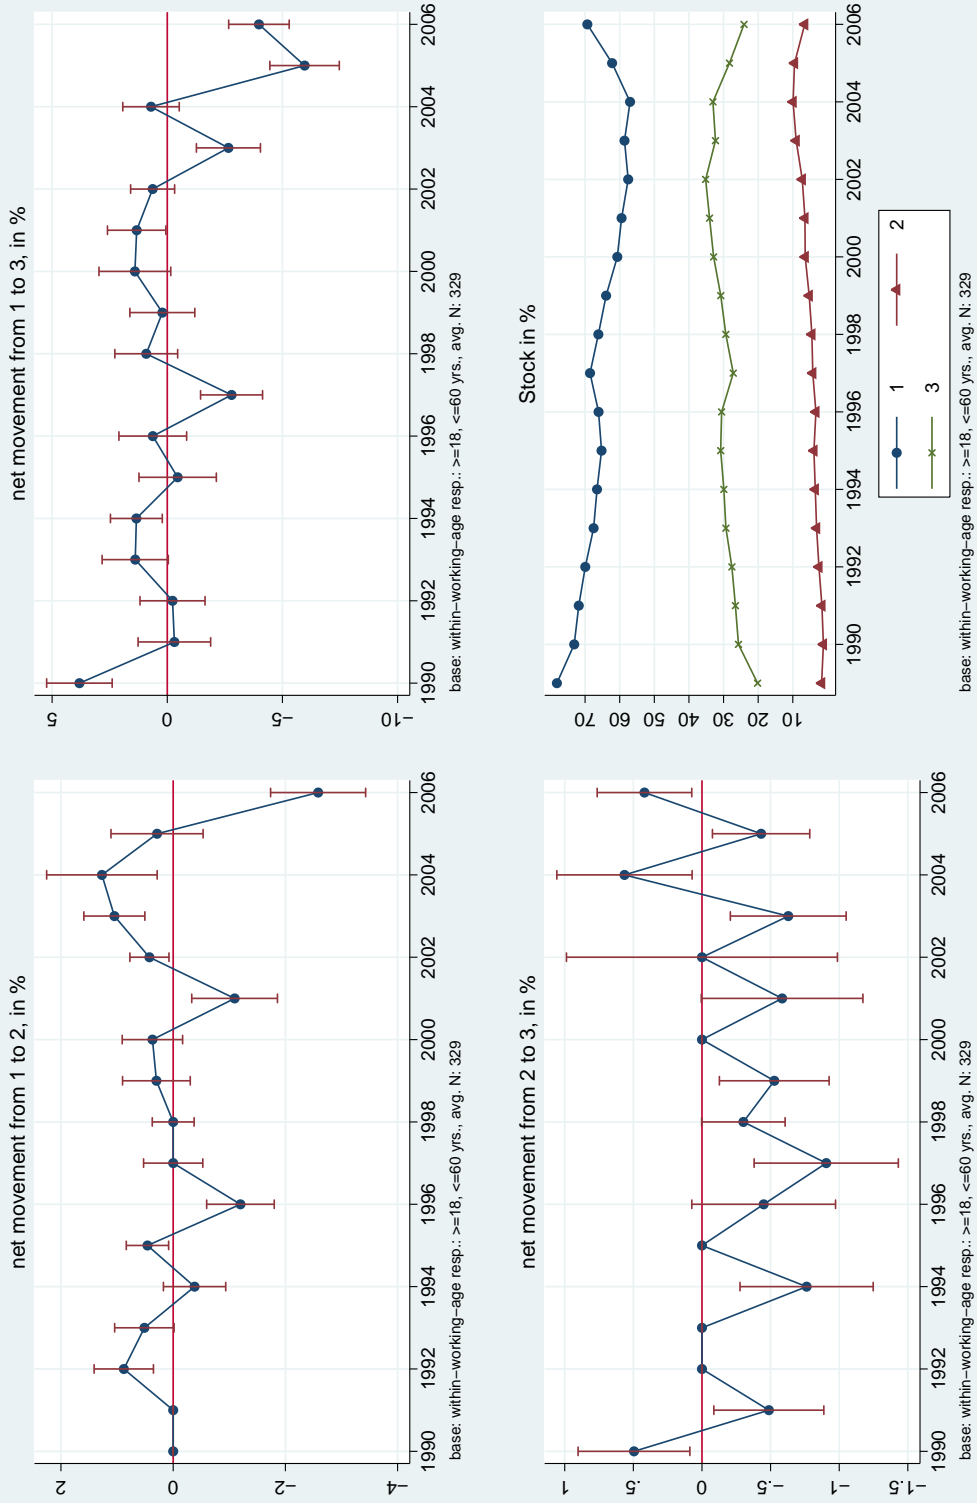 net movement from 1 to 2, in %
2
0
−2
−4
1990 1992 1994 1996 1998 2000 2002 2004 2006
base: within−working−age resp.: >=18, <=60 yrs., avg. N: 329
net movement from 1 to 3, in %
5
0
−5
−10
1990 1992 1994 1996 1998 2000 2002 2004 2006
base: within−working−age resp.: >=18, <=60 yrs., avg. N: 329
net movement from 2 to 3, in %
1
.5
0
−.5
−1
−1.5
1990 1992 1994 1996 1998 2000 2002 2004 2006
base: within−working−age resp.: >=18, <=60 yrs., avg. N: 329
Stock in %
70
60
50
40
30
20
10
1990 1992 1994 1996 1998 2000 2002 2004 2006
1 2
3
base: within−working−age resp.: >=18, <=60 yrs., avg. N: 329